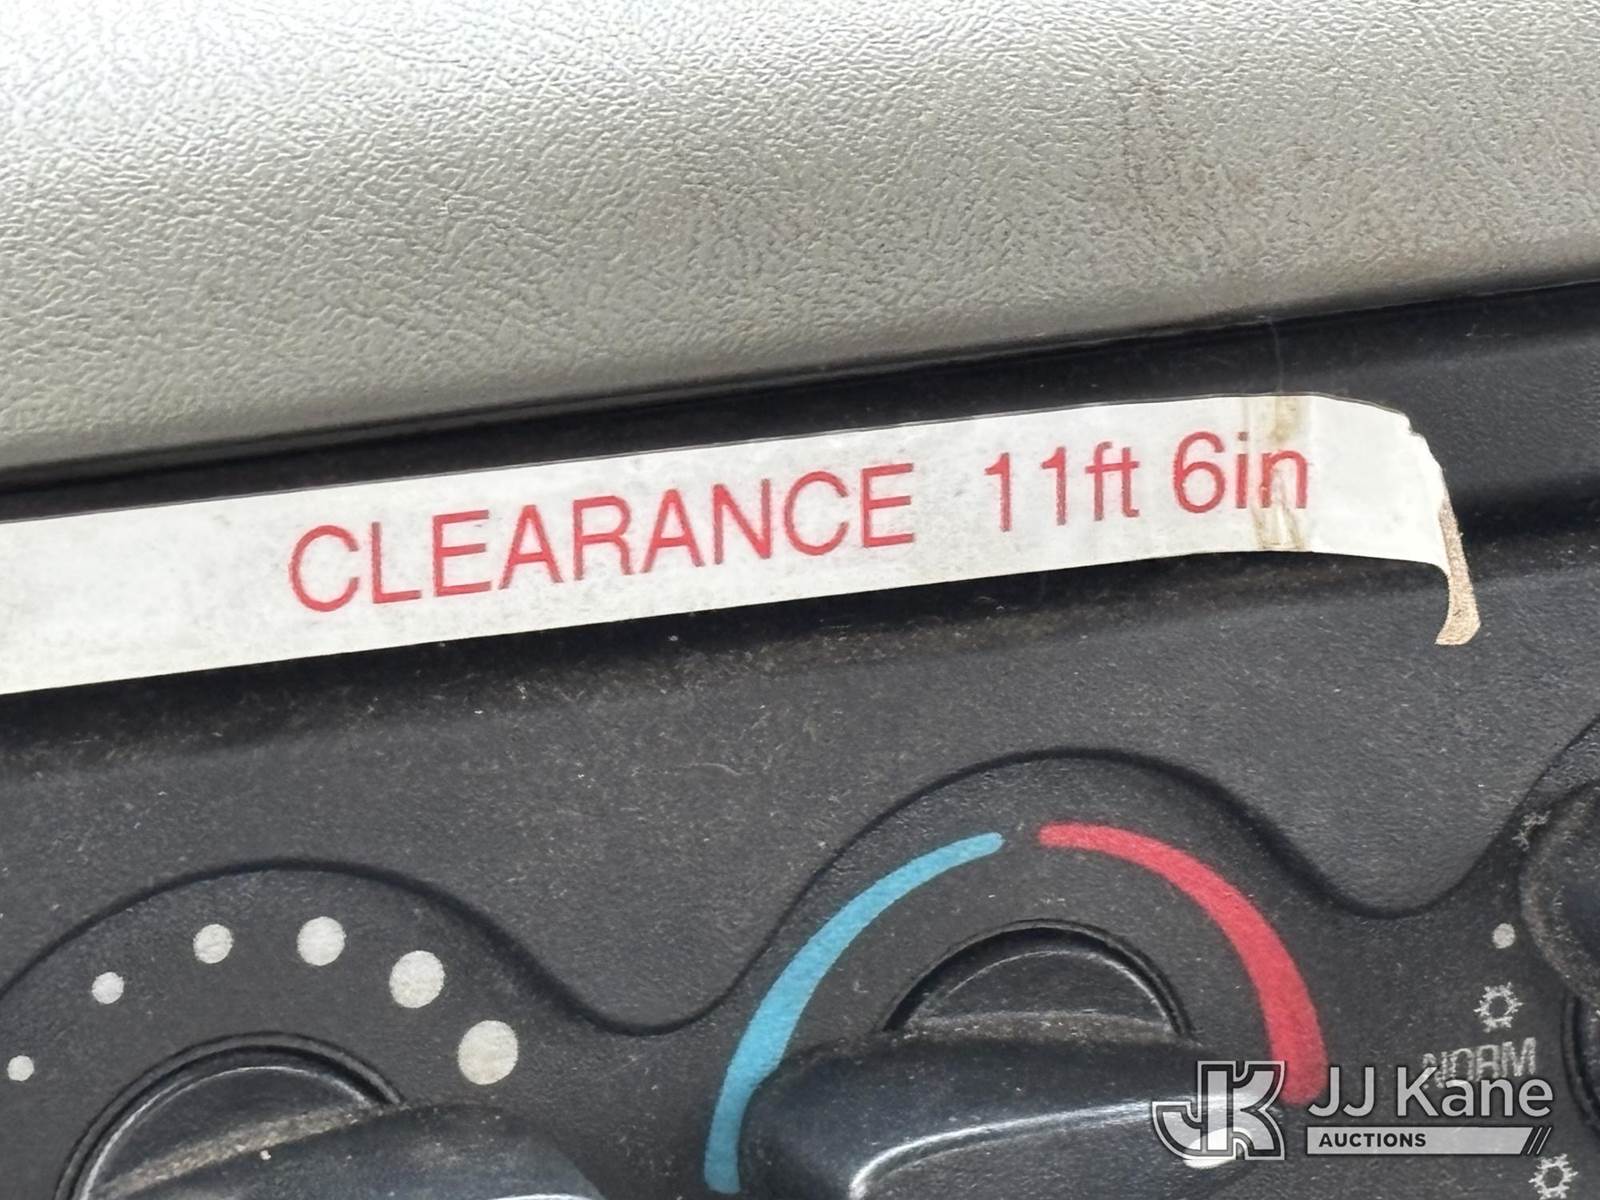 CLEARANCE 11ft 6in
NORM
JJ Kane
AUCTIONS